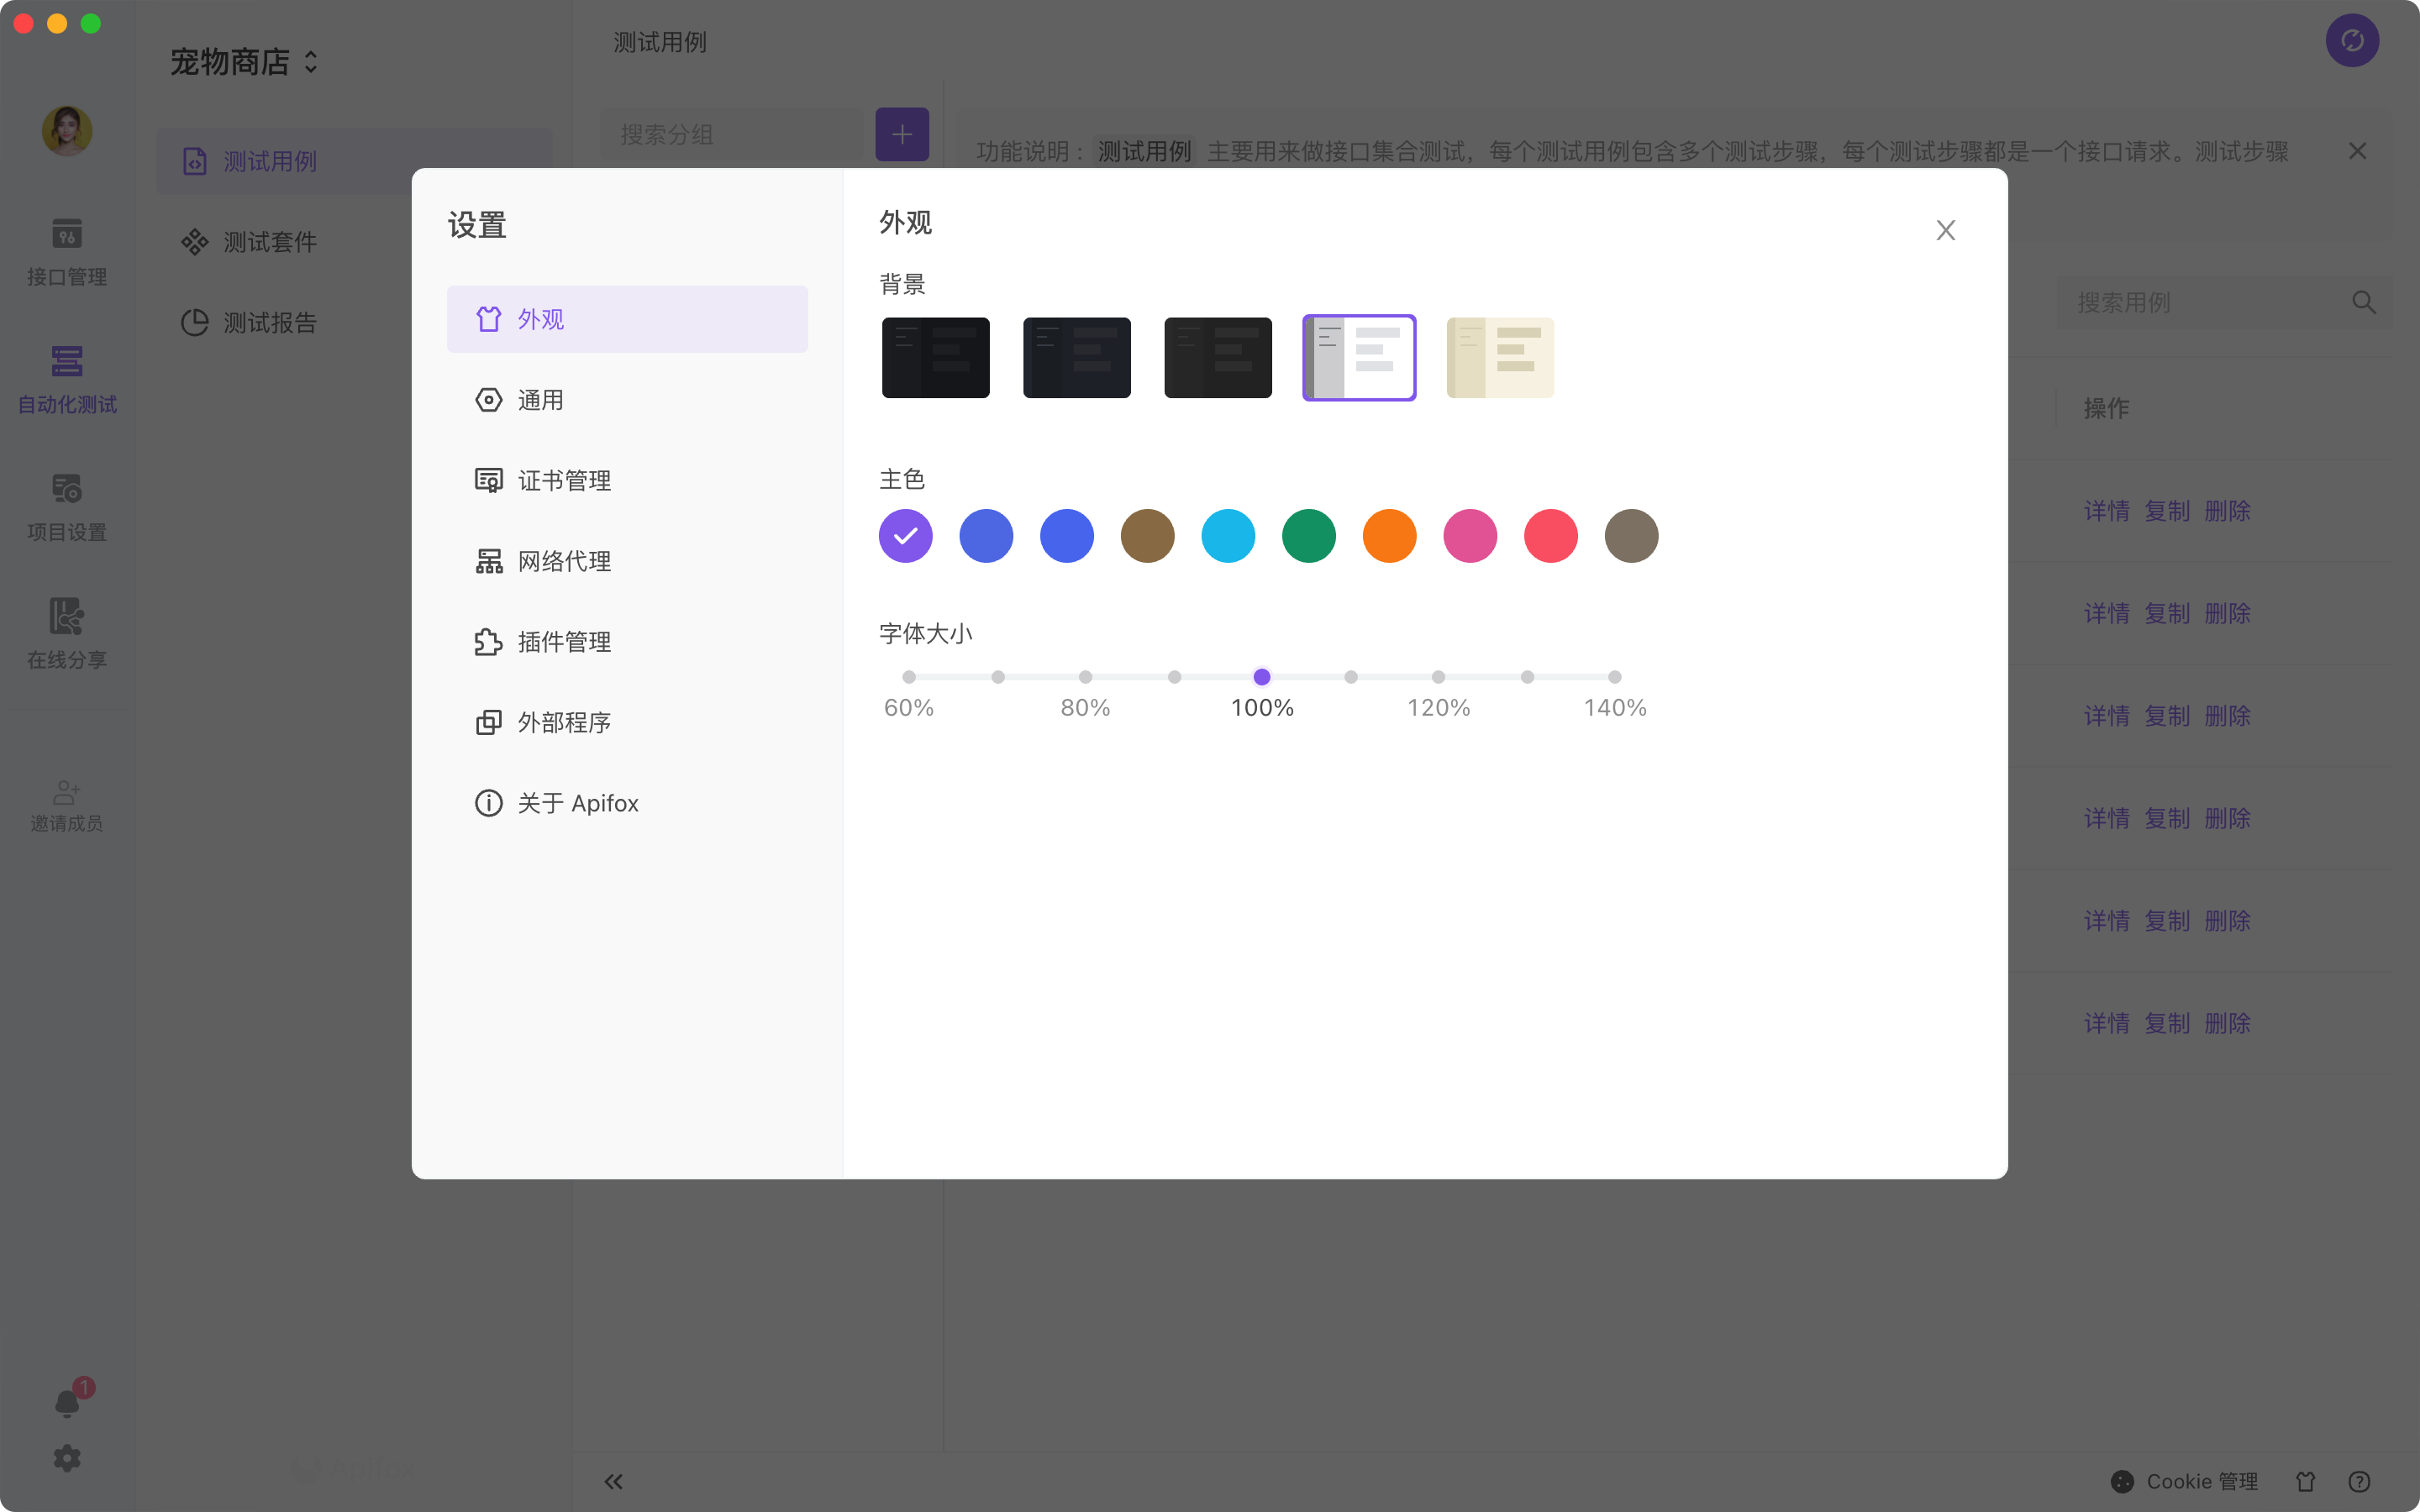 宠物商店
测试用例
测试套件
测试报告
接口管理
自动化测试
项目设置
在线分享
邀请成员
1
测试用例
搜索分组
功能说明：测试用例 主要用来做接口集合测试，每个测试用例包含多个测试步骤，每个测试步骤都是一个接口请求。测试步骤
搜索用例
操作
详情 复制 删除
详情 复制 删除
详情 复制 删除
详情 复制 删除
详情 复制 删除
详情 复制 删除
设置
外观
通用
证书管理
网络代理
插件管理
外部程序
关于 Apifox
外观
背景
主色
字体大小
60% 80% 100% 120% 140%
Cookie 管理